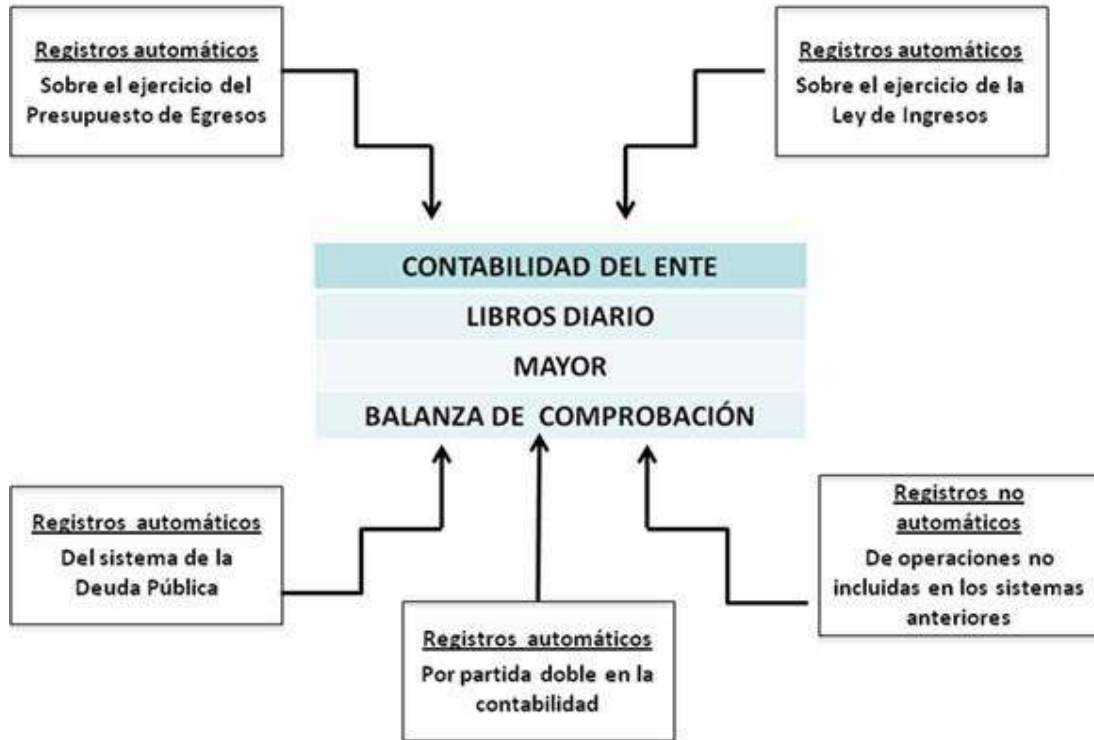 Registros automáticos
Sobre el ejercicio del
Presupuesto de Egresos
Registros automáticos
Sobre el ejercicio de la
Ley de Ingresos
CONTABILIDAD DEL ENTE
LIBROS DIARIO
MAYOR
BALANZA DE COMPROBACIÓN
Registros automáticos
Del sistema de la
Deuda Pública
Registros automáticos
Por partida doble en la
contabilidad
Registros no
automáticos
De operaciones no
incluidas en los sistemas
anteriores